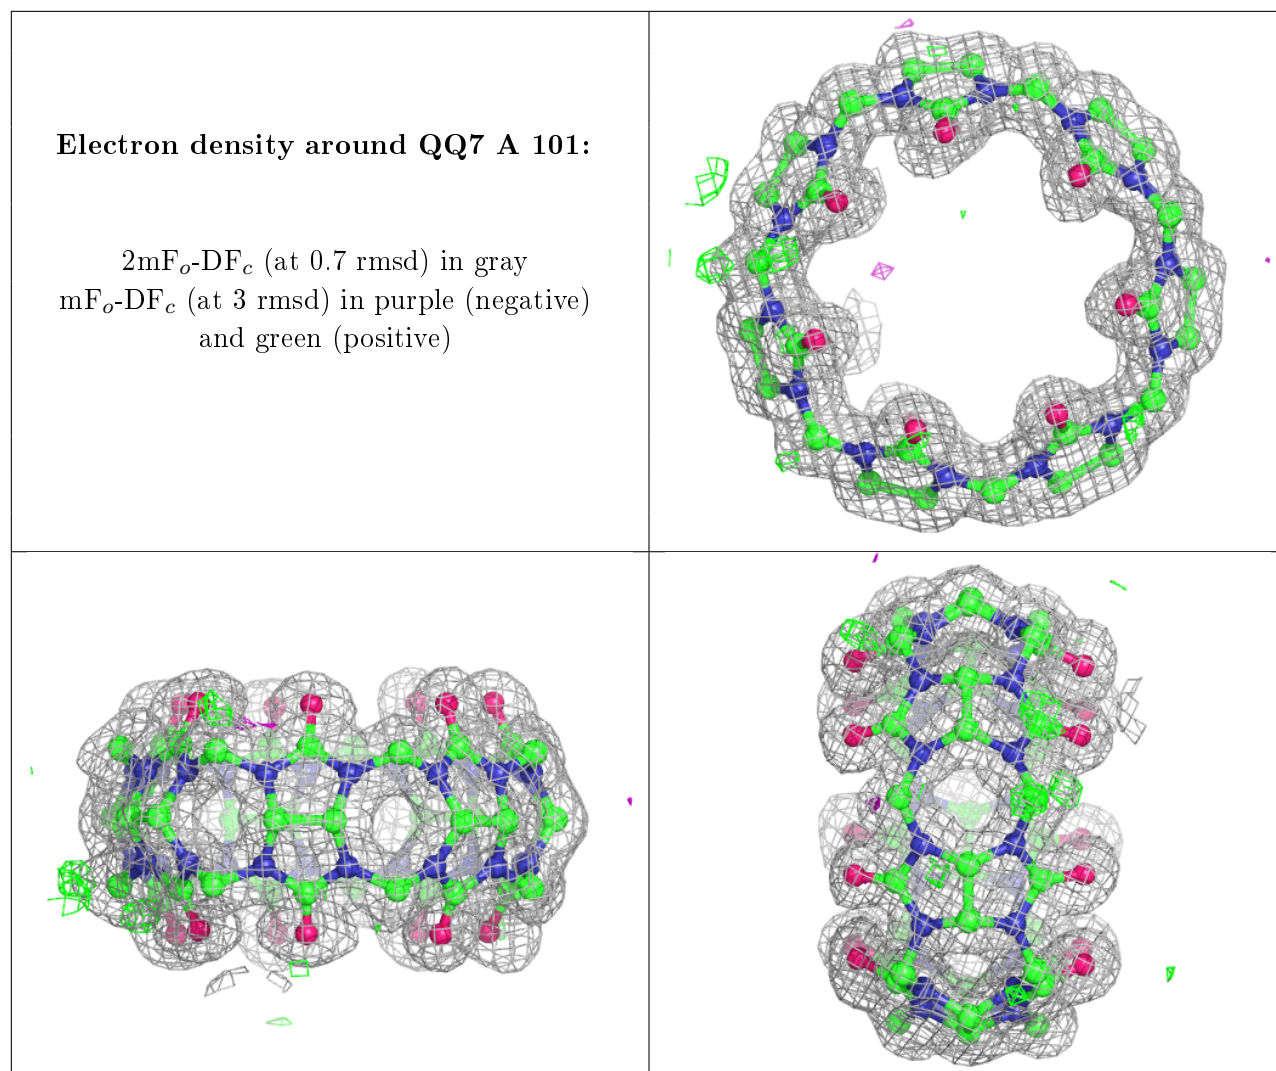 Electron density around QQ7 A 101:
2mFo-DFc (at 0.7 rmsd) in gray
mFo-DFc (at 3 rmsd) in purple (negative)
and green (positive)